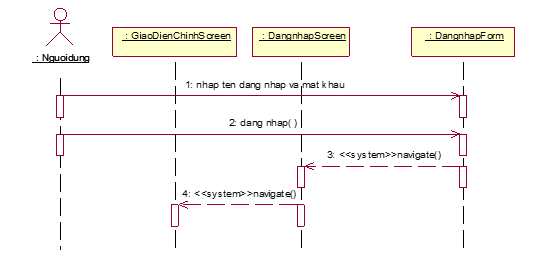 : GiaoDienChinhScreen
: DangnhapScreen
: DangnhapForm
: Nguoidung
1: nhap ten dang nhap va mat khau
2: dang nhap( )
3: <<system>>navigate()
4: <<system>>navigate()